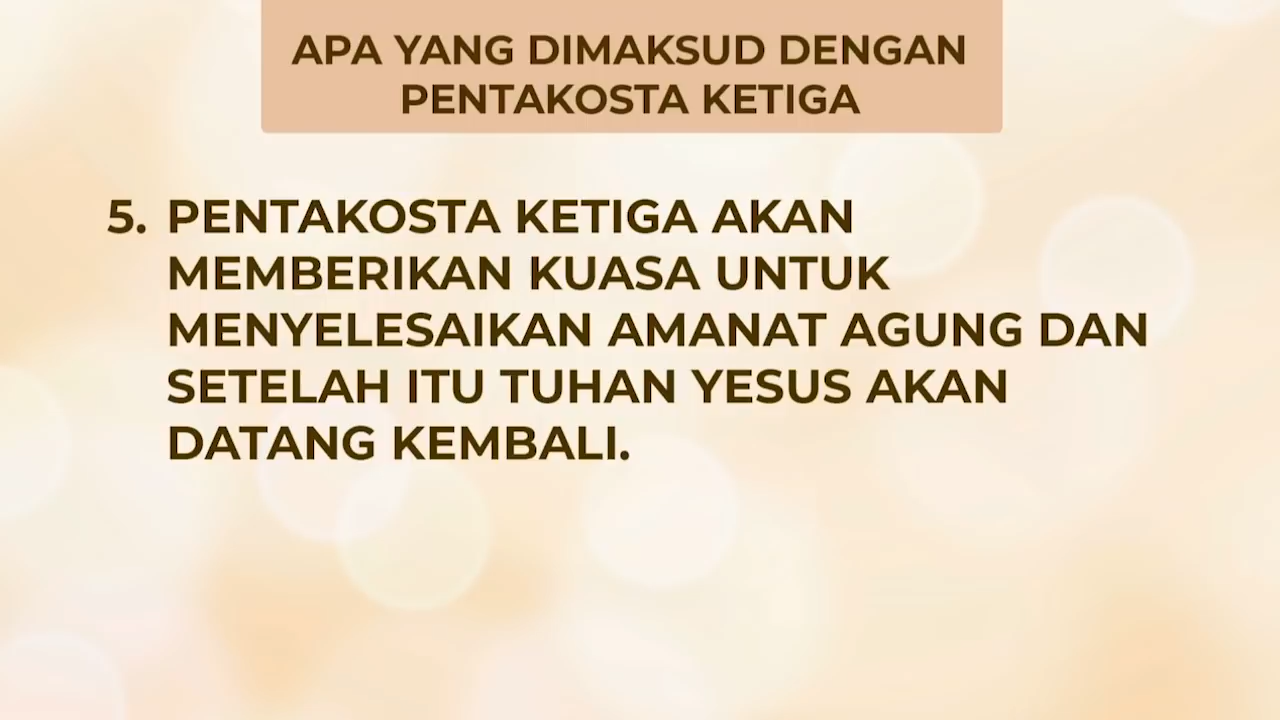 APA YANG DIMAKSUD DENGAN
PENTAKOSTA KETIGA
5. PENTAKOSTA KETIGA AKAN
MEMBERIKAN KUASA UNTUK
MENYELESAIKAN AMANAT AGUNG DAN
SETELAH ITU TUHAN YESUS AKAN
DATANG KEMBALI.